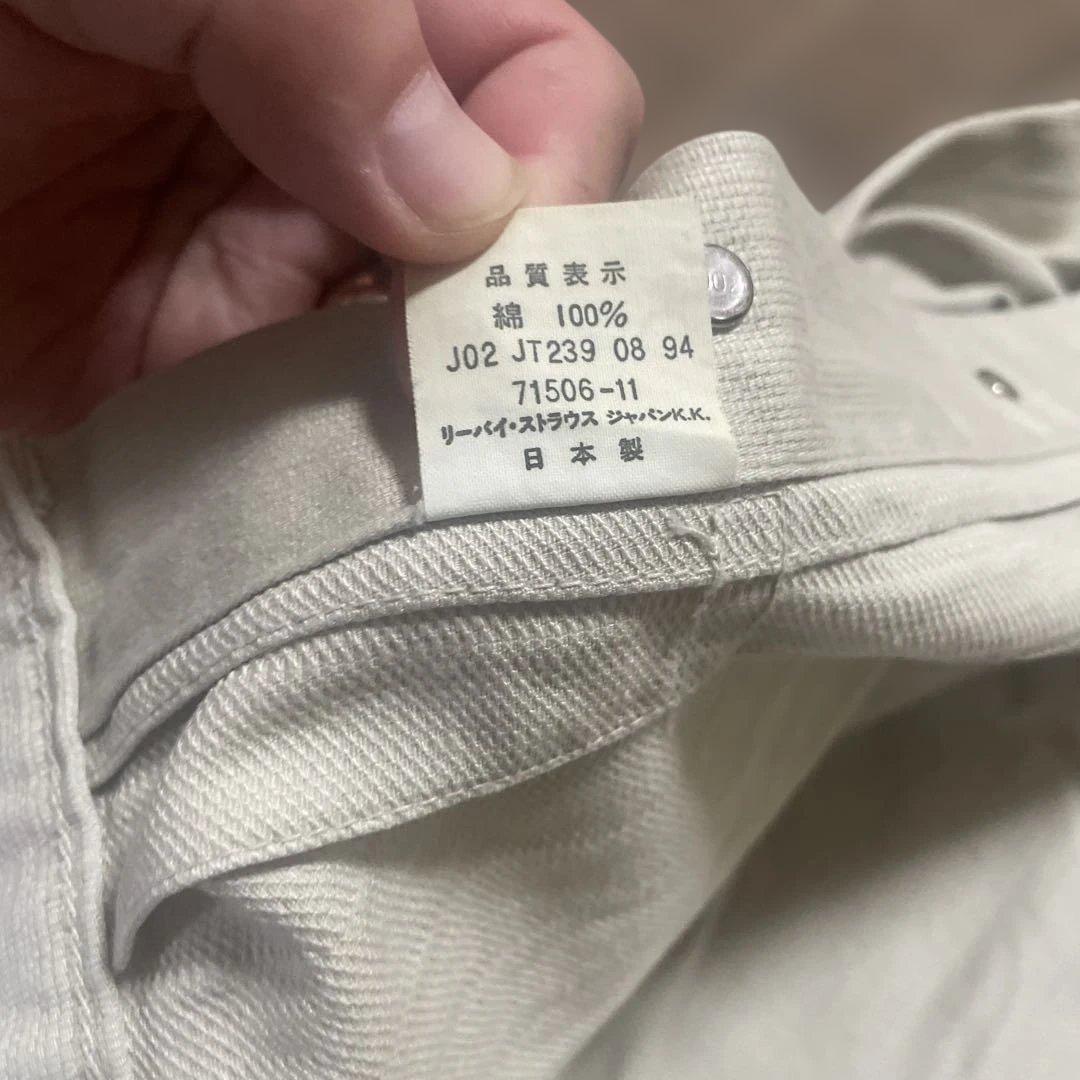 品質表示
綿 100%
J02 JT239 08 94
71506-11
リーバイ・ストラウス ジャパンK.K.
日本製